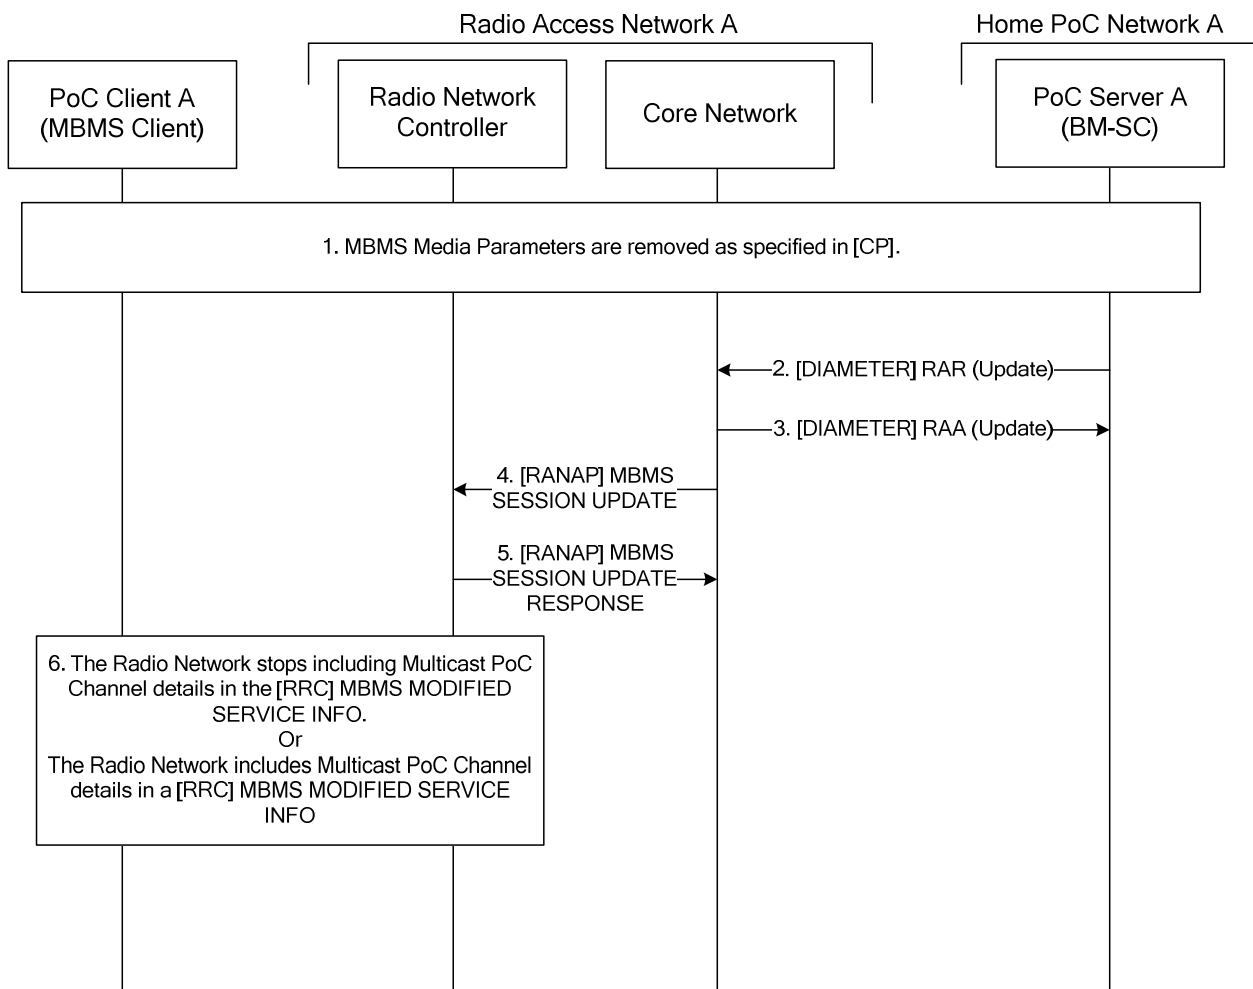 Radio Access Network A
Home PoC Network A
PoC Client A
(MBMS Client)
Radio Network
Controller
Core Network
PoC Server A
(BM-SC)
1. MBMS Media Parameters are removed as specified in [CP].
2. [DIAMETER] RAR (Update)
3. [DIAMETER] RAA (Update)
4. [RANAP] MBMS
SESSION UPDATE
5. [RANAP] MBMS
SESSION UPDATE
RESPONSE
6. The Radio Network stops including Multicast PoC
Channel details in the [RRC] MBMS MODIFIED
SERVICE INFO.
Or
The Radio Network includes Multicast PoC Channel
details in a [RRC] MBMS MODIFIED SERVICE
INFO